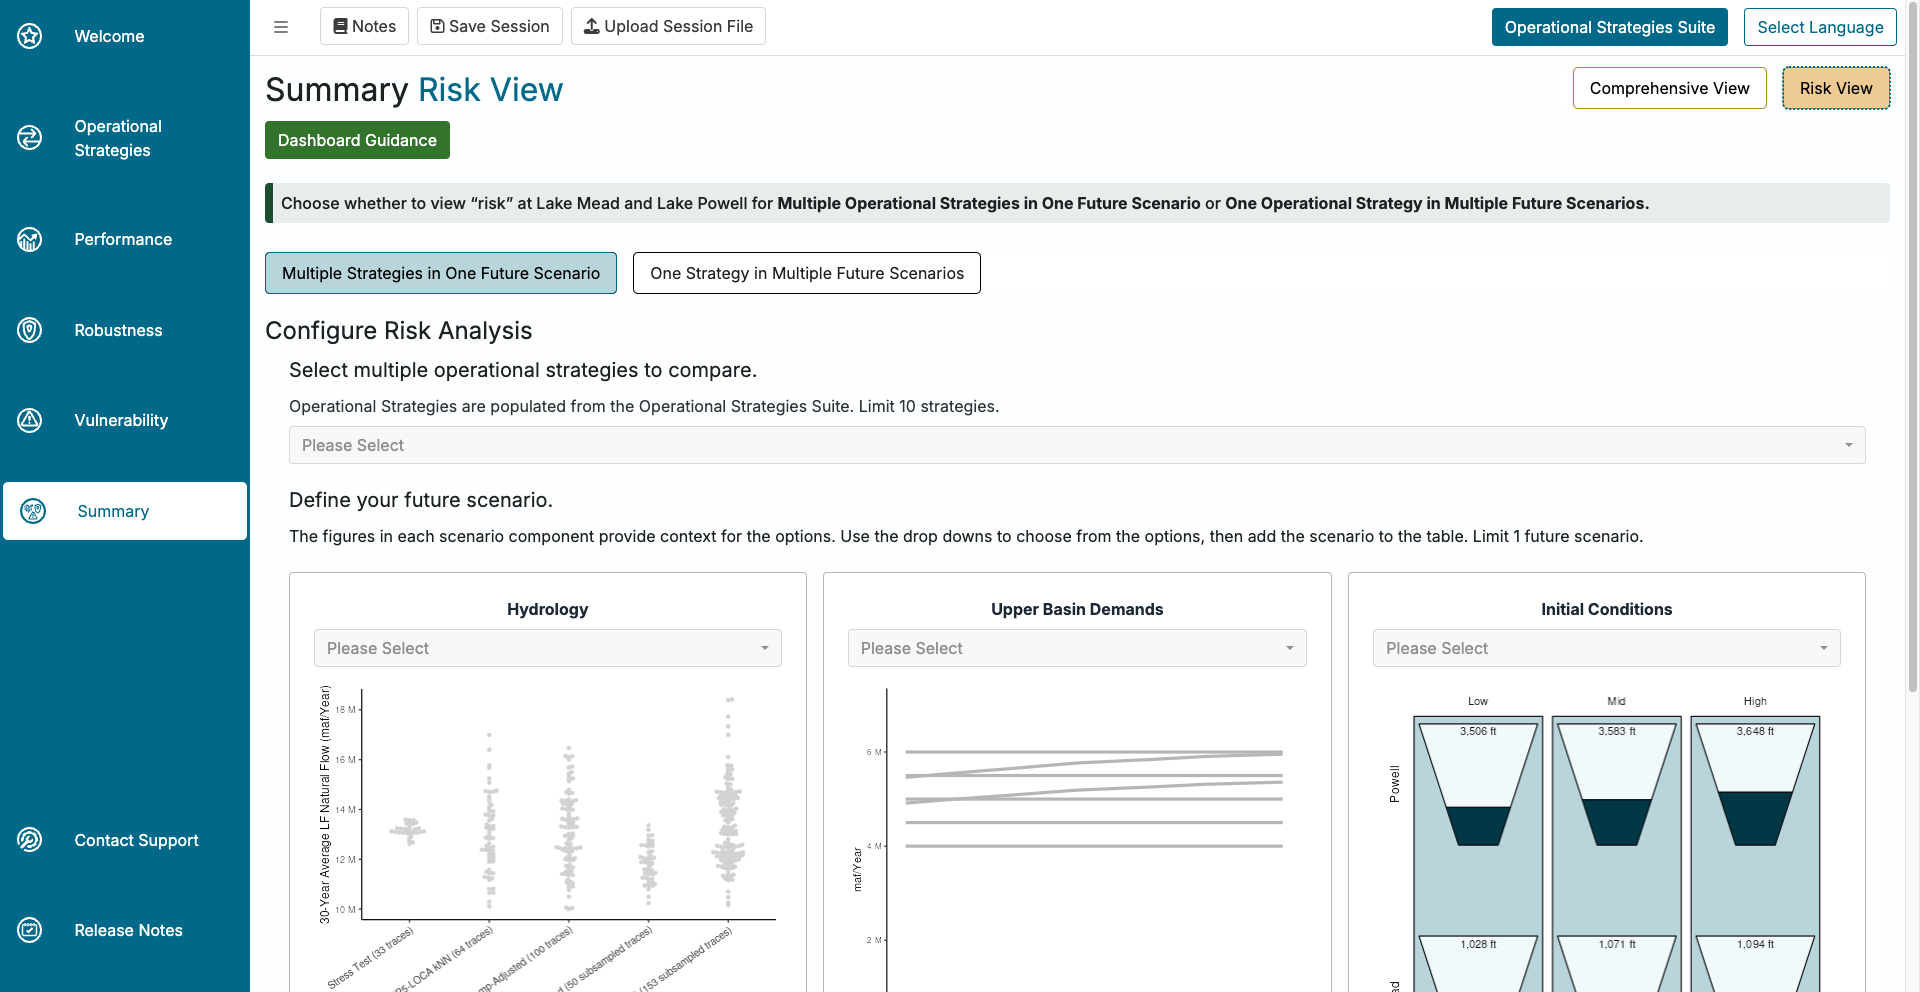 Welcome
Operational
Strategies
Performance
Robustness
Vulnerability
Summary
Contact Support
Release Notes
Notes
Save Session
Upload Session File
Operational Strategies Suite
Select Language
Summary Risk View
Comprehensive View
Risk View
Dashboard Guidance
Choose whether to view “risk” at Lake Mead and Lake Powell for Multiple Operational Strategies in One Future Scenario or One Operational Strategy in Multiple Future Scenarios.
Multiple Strategies in One Future Scenario
One Strategy in Multiple Future Scenarios
Configure Risk Analysis
Select multiple operational strategies to compare.
Operational Strategies are populated from the Operational Strategies Suite. Limit 10 strategies.
Please Select
Define your future scenario.
The figures in each scenario component provide context for the options. Use the drop downs to choose from the options, then add the scenario to the table. Limit 1 future scenario.
Hydrology
Please Select
30-Year Average LF Natural Flow (maf/Year)
18 M
16 M
14 M
12 M
10 M
Stress Test (33 traces)
P5-LOCA kNN (64 traces)
mp-Adjusted (100 traces)
d (50 subsampled traces)
(153 subsampled traces)
Upper Basin Demands
Please Select
maf/Year
6 M
4 M
2 M
Initial Conditions
Please Select
Low
Mid
High
Powell
3,506 ft
3,583 ft
3,648 ft
1,028 ft
1,071 ft
1,094 ft
ad